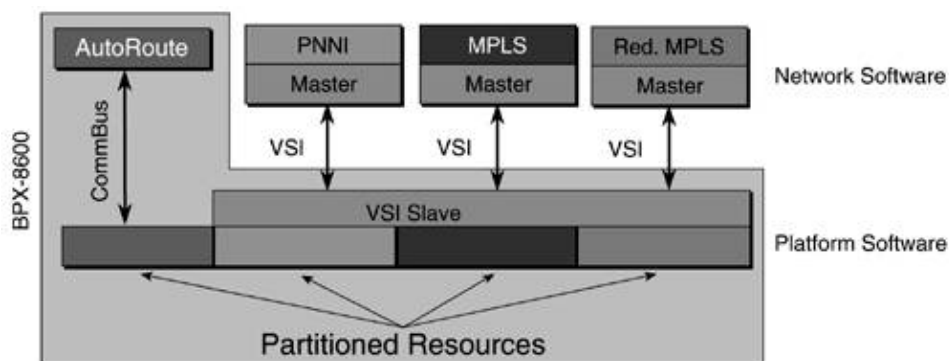 AutoRoute
PNNI
Master
MPLS
Master
Red. MPLS
Master
Network Software
BPX-8600
CommBus
VSI
VSI
VSI
VSI Slave
Platform Software
Partitioned Resources